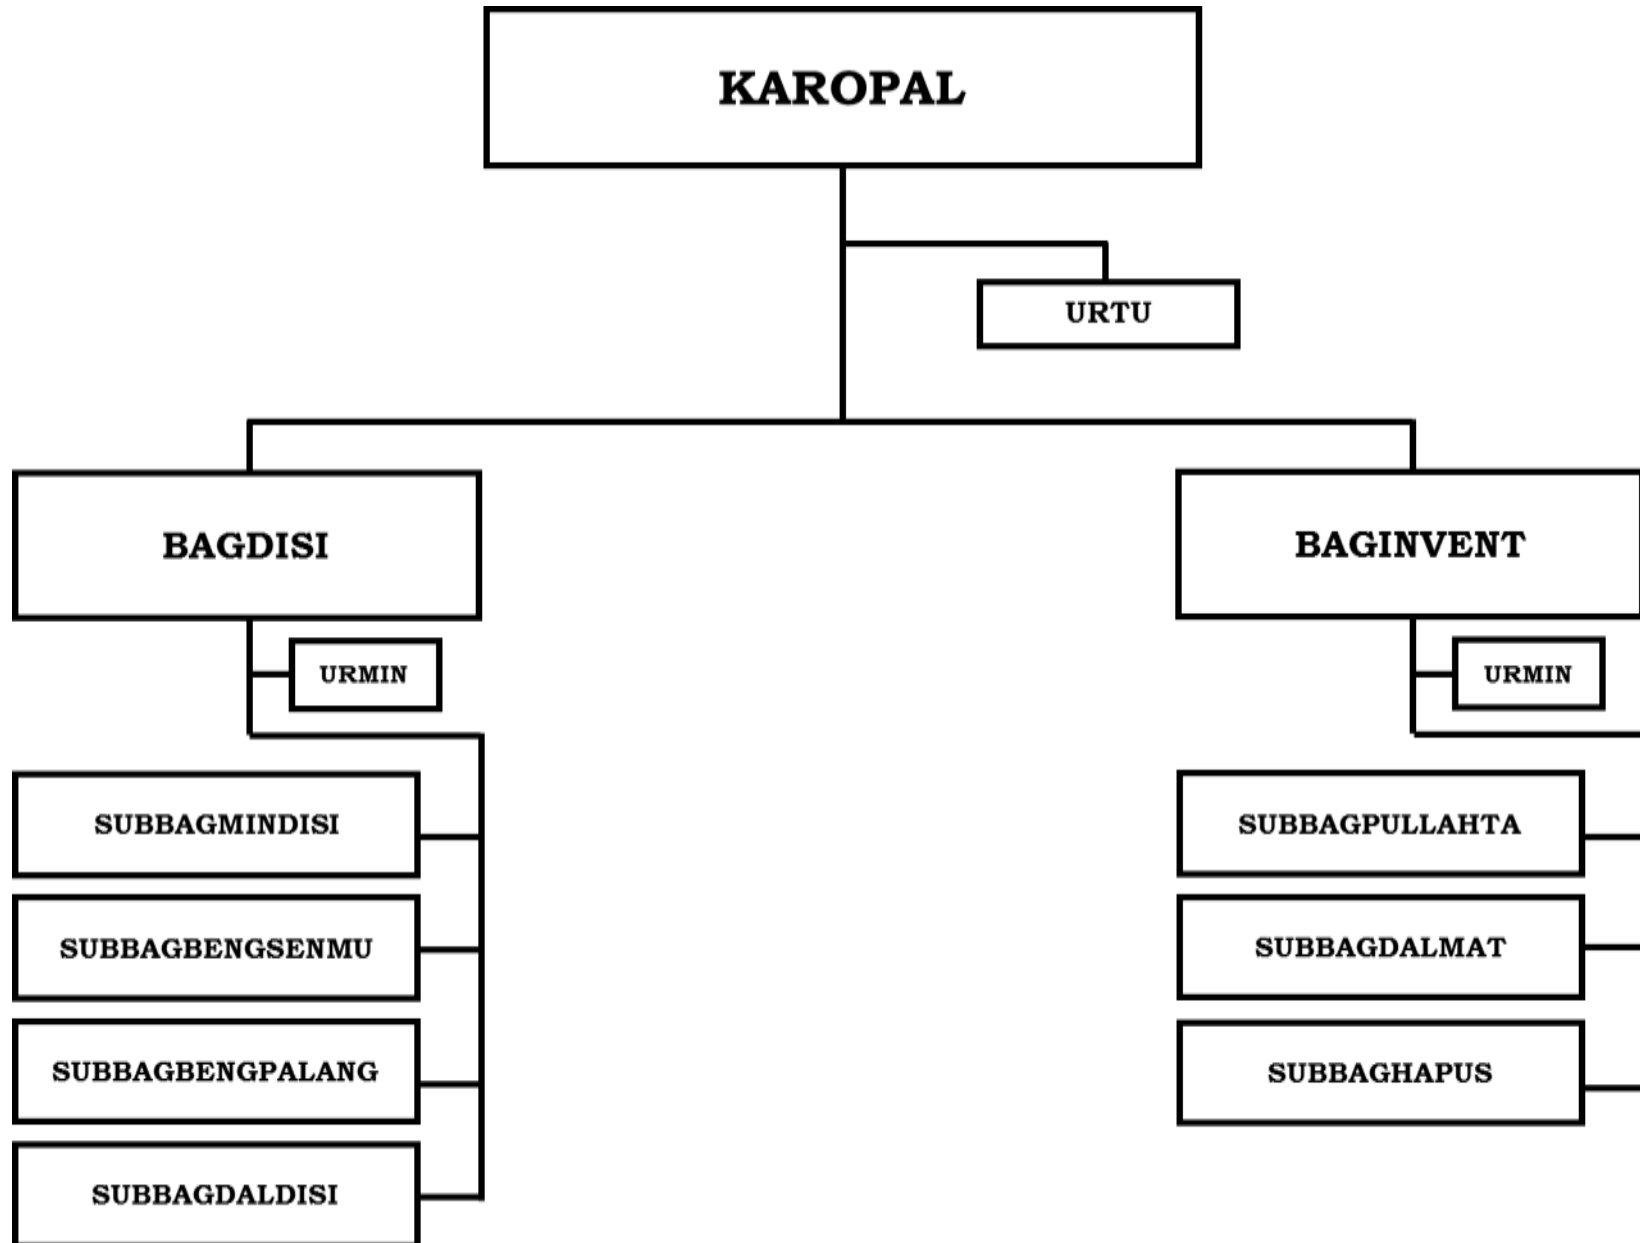 KAROPAL
URTU
BAGDISI
BAGINVENT
URMIN
URMIN
SUBBAGMINDISI
SUBBAGPULLAHTA
SUBBAGBENGSENMU
SUBBAGDALMAT
SUBBAGBENGPALANG
SUBBAGHAPUS
SUBBAGDALDISI